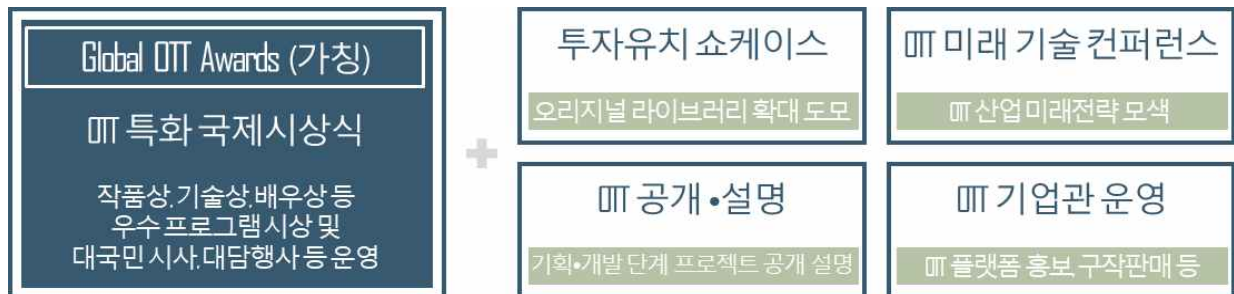 Global OTT Awards (가칭)
OTT 특화 국제시상식
작품상, 기술상, 배우상 등
우수 프로그램 시상 및
대국민 시사, 대담행사 등 운영
+
투자유치 쇼케이스
오리지널 라이브러리 확대 도모
OTT 미래 기술 컨퍼런스
OTT 산업 미래전략 모색
OTT 공개•설명
기획•개발 단계 프로젝트 공개 설명
OTT 기업관 운영
OTT 플랫폼 홍보, 구작판매 등